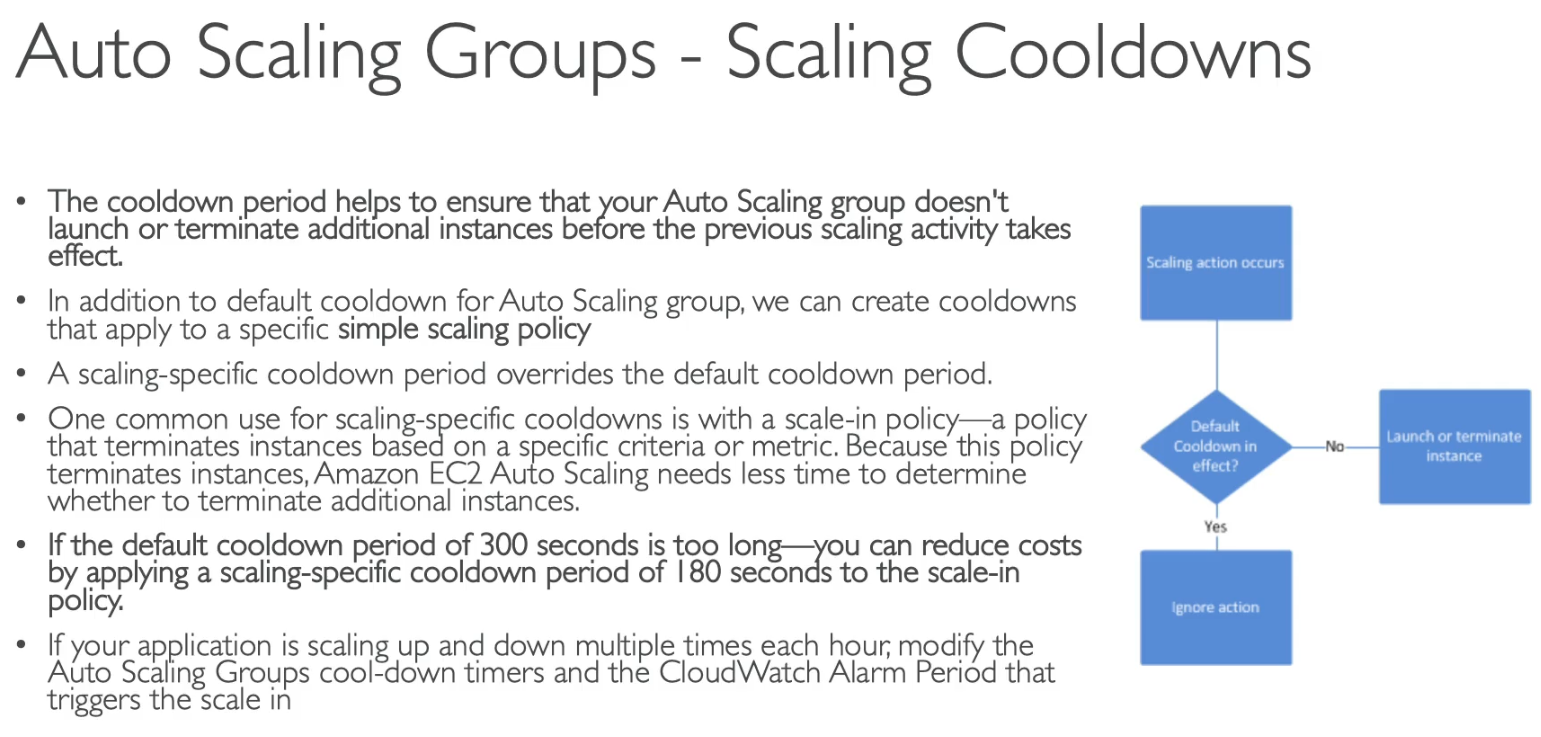 Auto Scaling Groups - Scaling Cooldowns
• The cooldown period helps to ensure that your Auto Scaling group doesn't
launch or terminate additional instances before the previous scaling activity takes
effect.
• In addition to default cooldown for Auto Scaling group, we can create cooldowns
that apply to a specific simple scaling policy
• A scaling-specific cooldown period overrides the default cooldown period.
• One common use for scaling-specific cooldowns is with a scale-in policy—a policy
that terminates instances based on a specific criteria or metric. Because this policy
terminates instances, Amazon EC2 Auto Scaling needs less time to determine
whether to terminate additional instances.
• If the default cooldown period of 300 seconds is too long—you can reduce costs
by applying a scaling-specific cooldown period of 180 seconds to the scale-in
policy.
• If your application is scaling up and down multiple times each hour, modify the
Auto Scaling Groups cool-down timers and the CloudWatch Alarm Period that
triggers the scale in
Scaling action occurs
Default
Cooldown in
effect?
No
Launch or terminate
instance
Yes
Ignore action